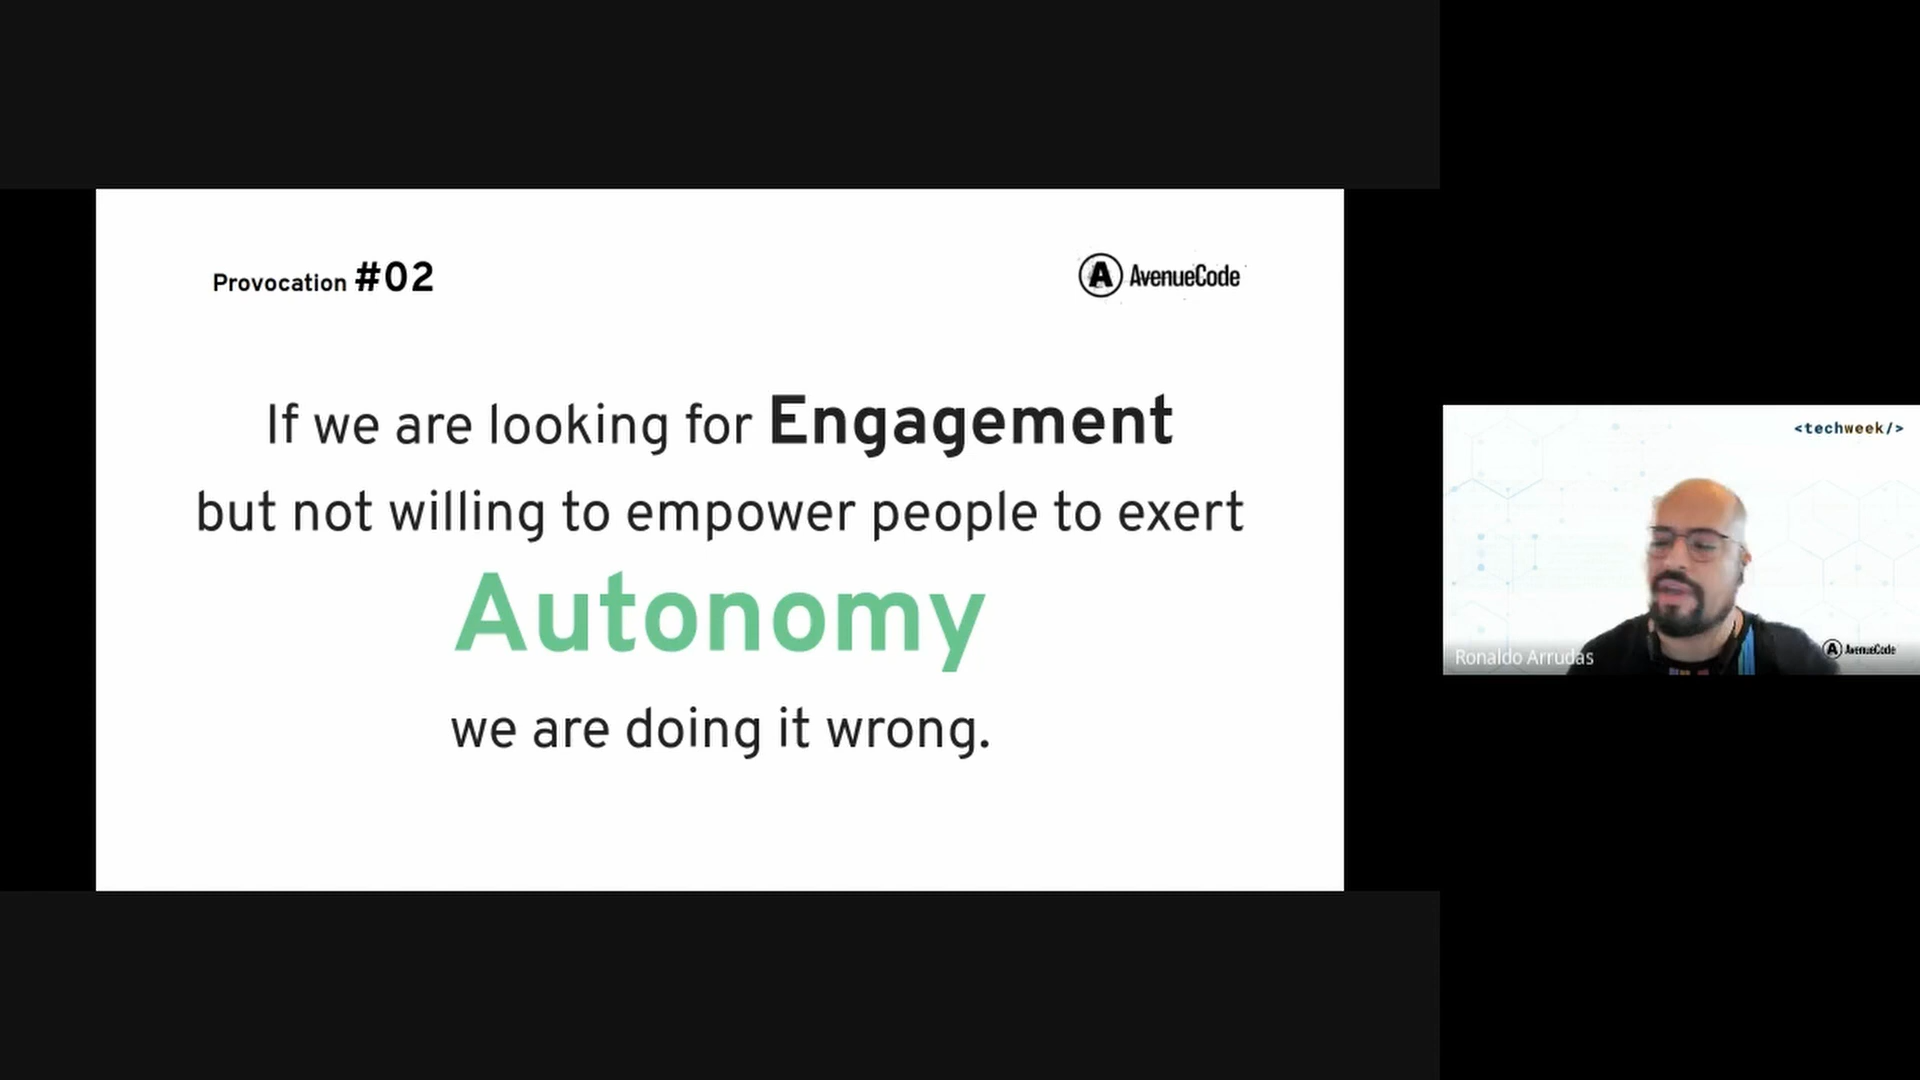 Provocation #02
A AvenueCode
If we are looking for Engagement
but not willing to empower people to exert
Autonomy
we are doing it wrong.
<techweek/>
Ronaldo Arrudas
A AvenueCode